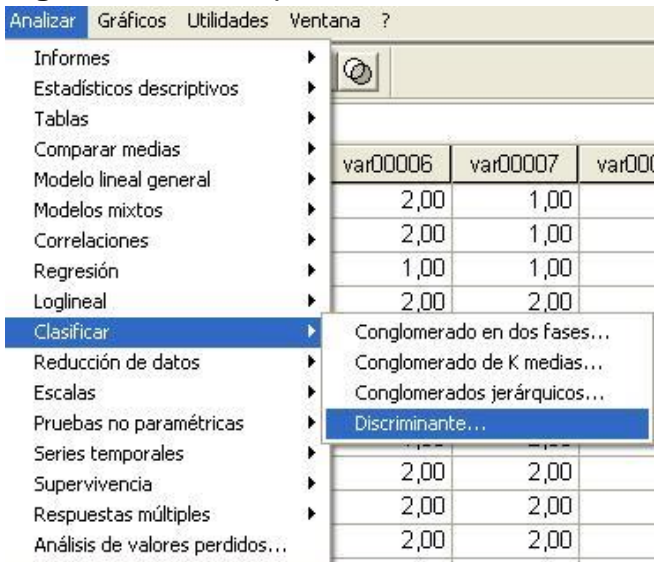 Analizar Gráficos Utilidades Ventana ?
Informes
Estadísticos descriptivos
Tablas
Comparar medias
Modelo lineal general
Modelos mixtos
Correlaciones
Regresión
Loglineal
Clasificar
Reducción de datos
Escalas
Pruebas no paramétricas
Series temporales
Supervivencia
Respuestas múltiples
Análisis de valores perdidos...
Conglomerado en dos fases...
Conglomerado de K medias...
Conglomerados jerárquicos...
Discriminante...
var00006 var00007
2,00 1,00
2,00 1,00
1,00 1,00
2,00 2,00
2,00 2,00
2,00 2,00
2,00 2,00